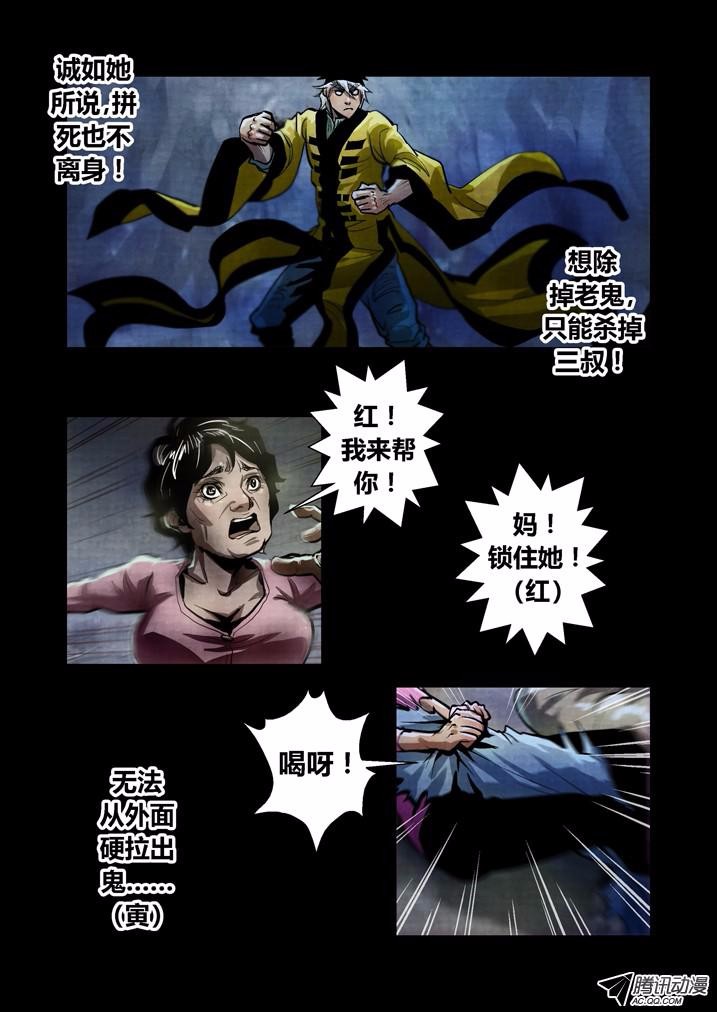 诚如她
所说,拼
死也不
离身！
想除
掉老鬼,
只能杀掉
三叔！
红！
我来帮
你！
妈！
锁住她！
（红）
喝呀！
无法
从外面
硬拉出
鬼……
（寅）
腾讯动漫
AC.QQ.COM